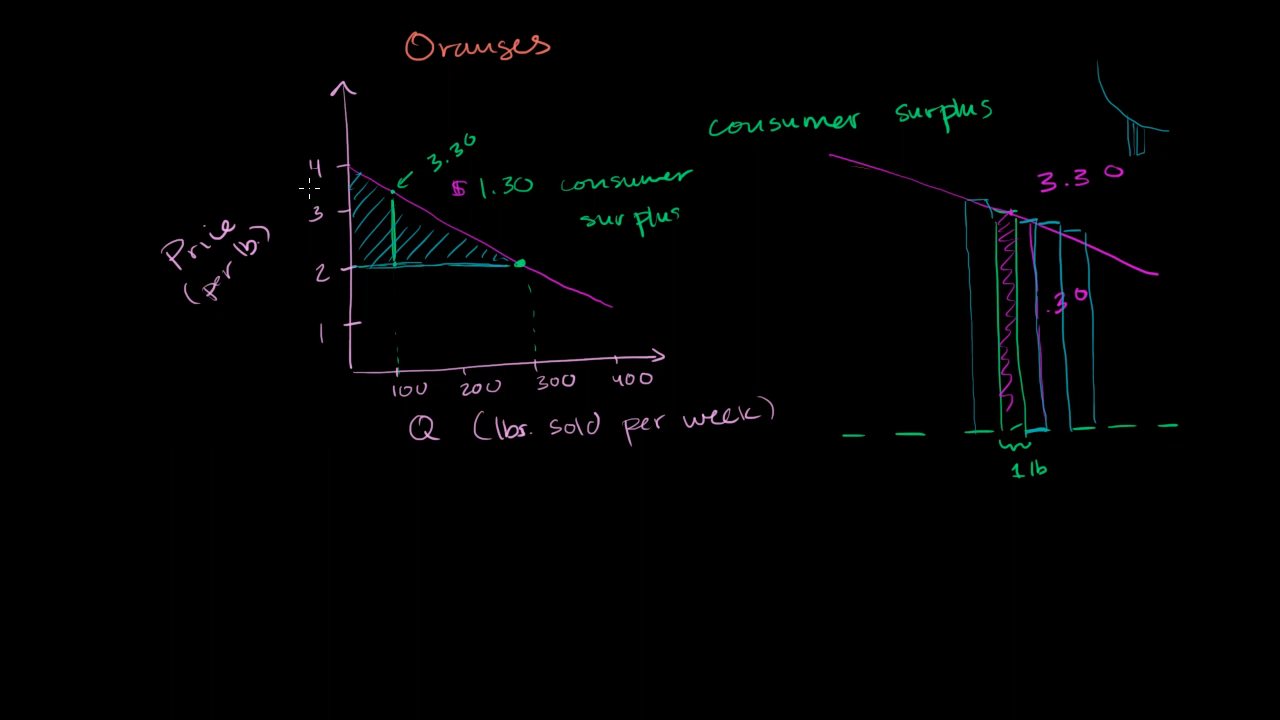 Oranges
consumer surplus
3.30
$1.30 consumer
surplus
3.30
4
3
2
1
Price
(per lb.)
.30
100 200 300 400
Q (lbs. sold per week)
1 lb